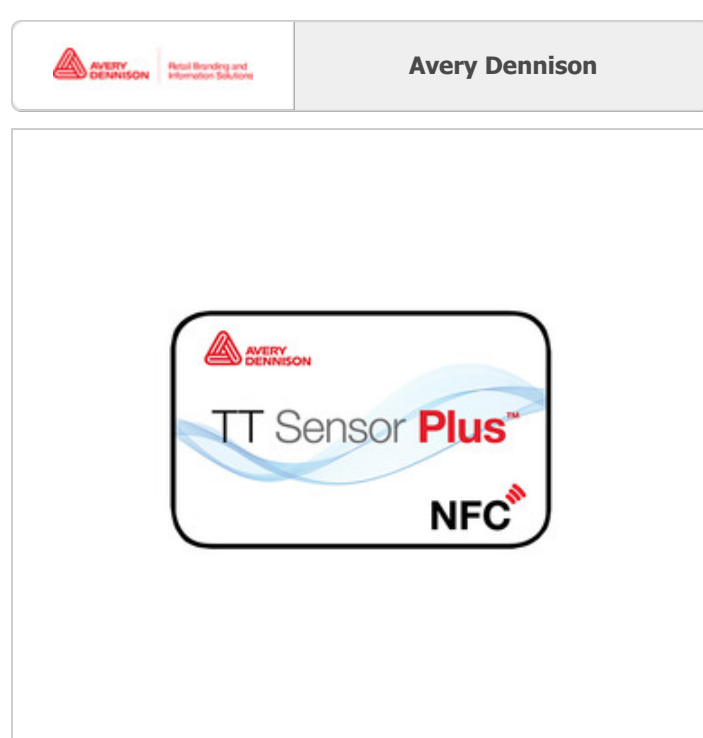 AVERY
DENNISON
Retail Branding and
Information Solutions
Avery Dennison
AVERY
DENNISON
TT Sensor Plus™
NFC